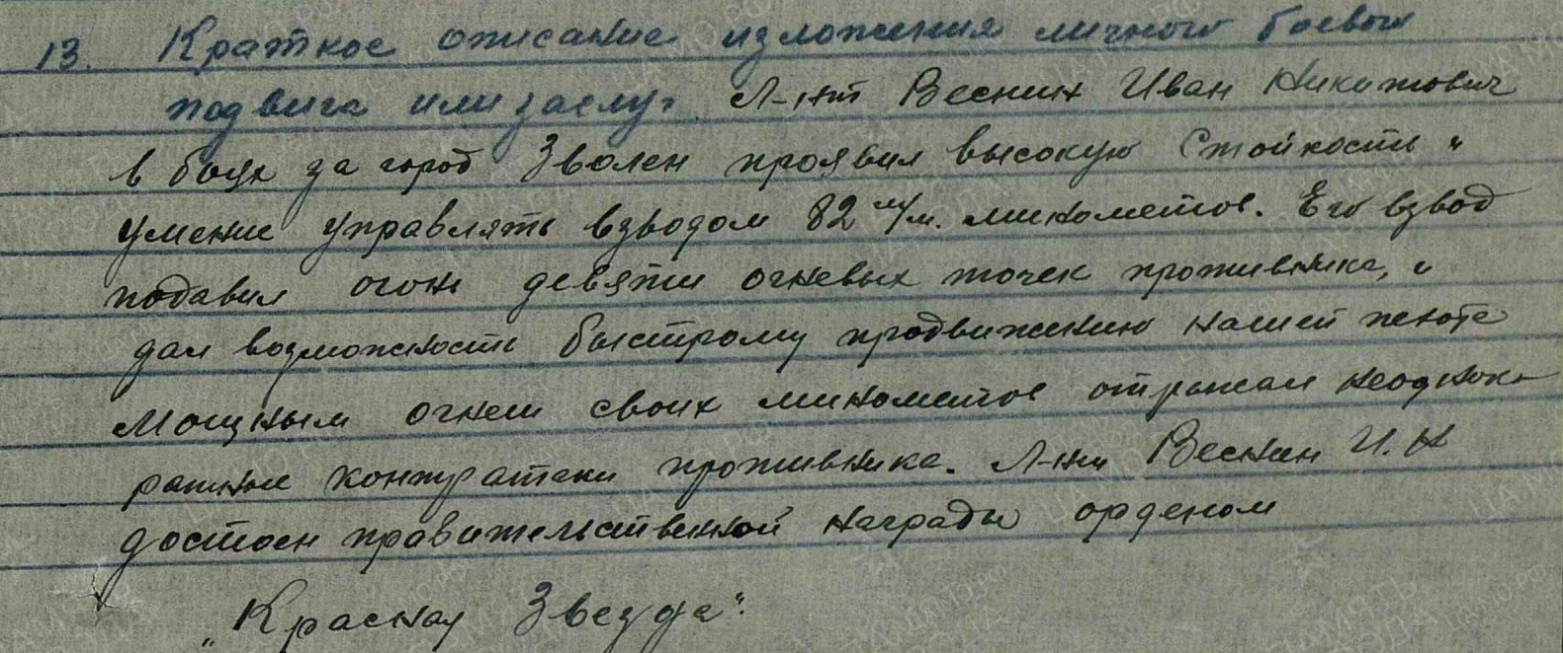 13. Краткое описание изложения личного боевого
подвига или заслуг Л-нт Веснин Иван Никитович
в боях за город Зволен проявил высокую стойкость и
умение управлять взводом 82 м/м. минометов. Его взвод
подавил огонь девяти огневых точек противника, и
дал возможность быстрому продвижению нашей пехоте
Мощным огнем своих минометов отражал неоднок-
ратные контратаки противника. Л-нт Веснин И.Н
достоен правительственной награды орденом
„Красная Звезда".